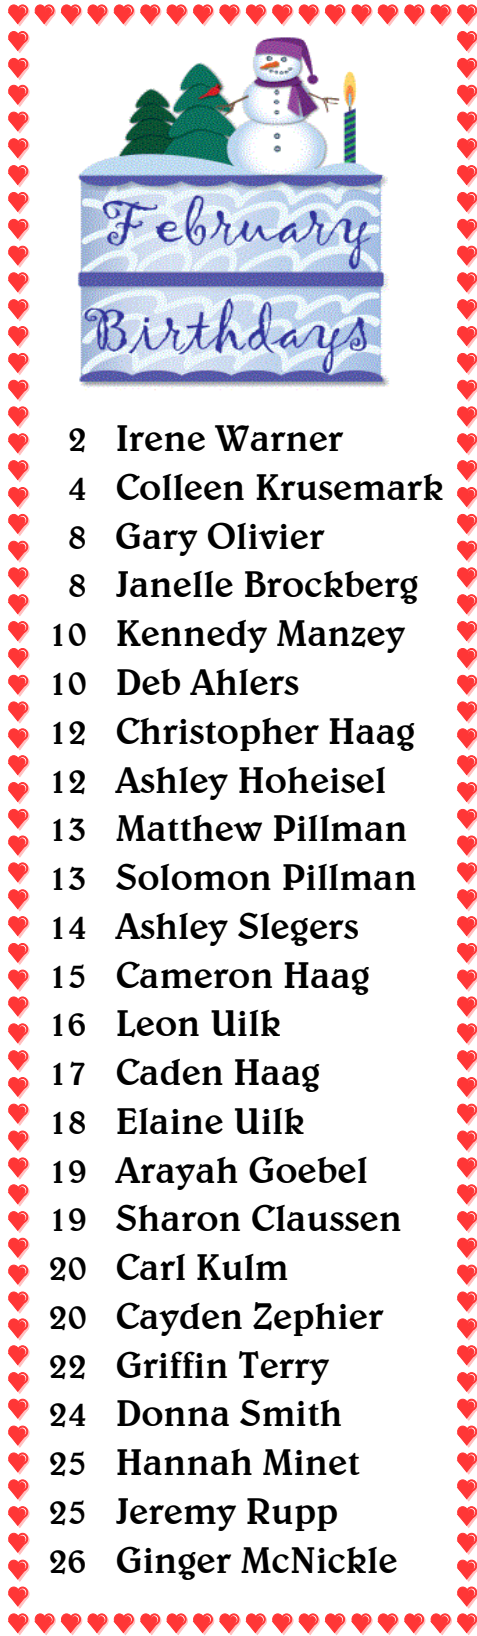 February
Birthdays
2 Irene Warner
4 Colleen Krusemark
8 Gary Olivier
8 Janelle Brockberg
10 Kennedy Manzey
10 Deb Ahlers
12 Christopher Haag
12 Ashley Hoheisel
13 Matthew Pillman
13 Solomon Pillman
14 Ashley Slegers
15 Cameron Haag
16 Leon Uilk
17 Caden Haag
18 Elaine Uilk
19 Arayah Goebel
19 Sharon Claussen
20 Carl Kulm
20 Cayden Zephier
22 Griffin Terry
24 Donna Smith
25 Hannah Minet
25 Jeremy Rupp
26 Ginger McNickle